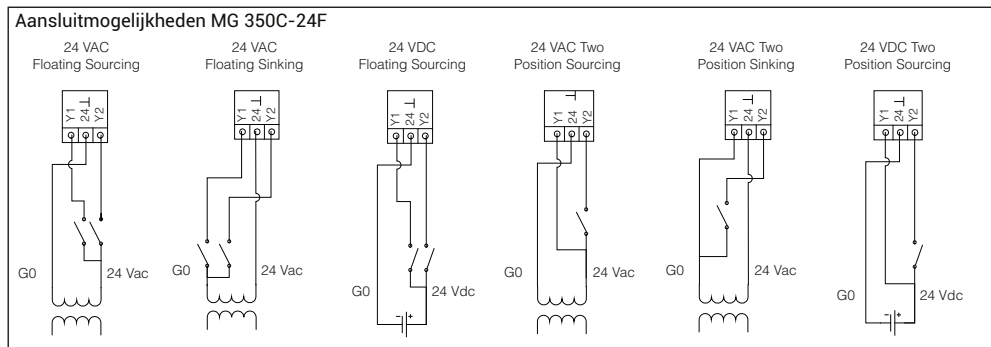 Aansluitmogelijkheden MG 350C-24F
24 VAC
Floating Sourcing
24 VAC
Floating Sinking
24 VDC
Floating Sourcing
24 VAC Two
Position Sourcing
24 VAC Two
Position Sinking
24 VDC Two
Position Sourcing
Y1 24 ⊥ Y2
Y1 24 ⊥ Y2
Y1 24 ⊥ Y2
Y1 24 ⊥ Y2
Y1 24 ⊥ Y2
Y1 24 ⊥ Y2
G0 24 Vac
G0 24 Vac
G0 24 Vdc
- +
G0 24 Vac
G0 24 Vac
G0 24 Vdc
- +